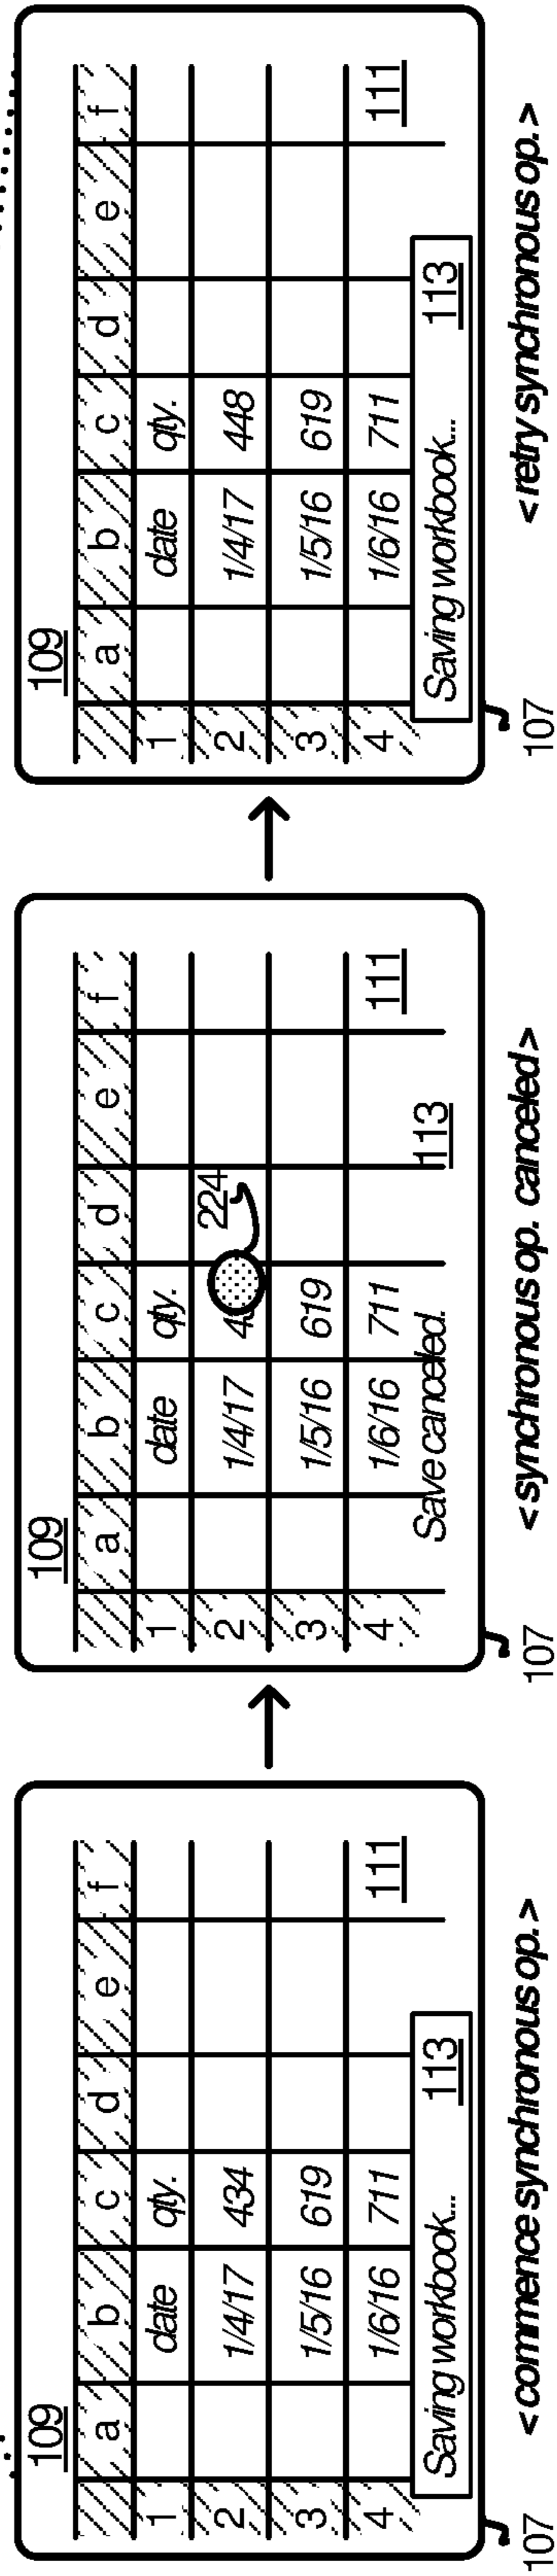 109
a b c d e f
1 date qty.
2 1/4/17 434
3 1/5/16 619
4 1/6/16 711 111
Saving workbook... 113
107
<commence synchronous op.>
109
a b c d e f
1 date qty.
2 1/4/17 4 224
3 1/5/16 619
4 1/6/16 711 111
Save canceled. 113
107
<synchronous op. canceled>
109
a b c d e f
1 date qty.
2 1/4/17 448
3 1/5/16 619
4 1/6/16 711 111
Saving workbook... 113
107
<retry synchronous op.>